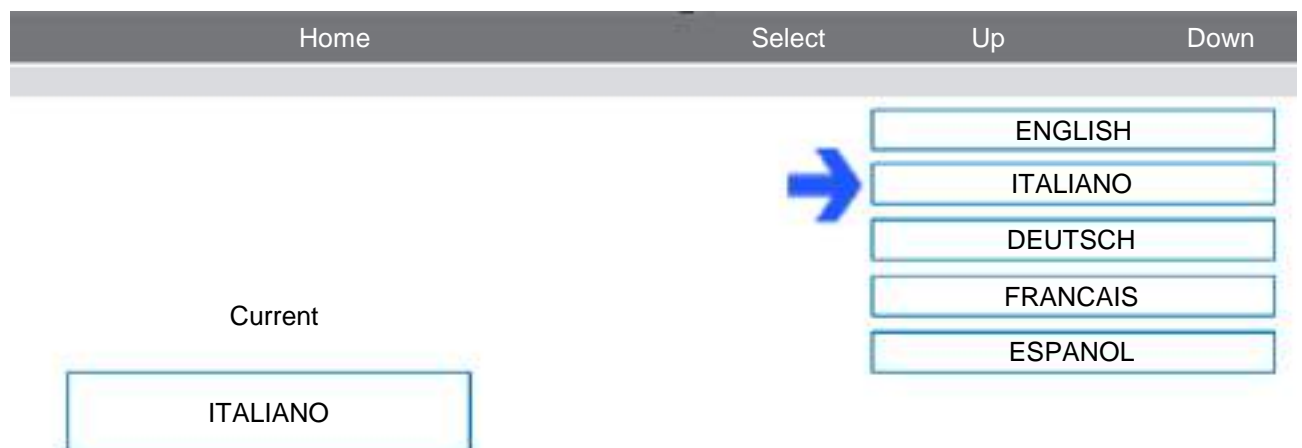 Home Select Up Down
ENGLISH
ITALIANO
DEUTSCH
FRANCAIS
ESPANOL
Current
ITALIANO